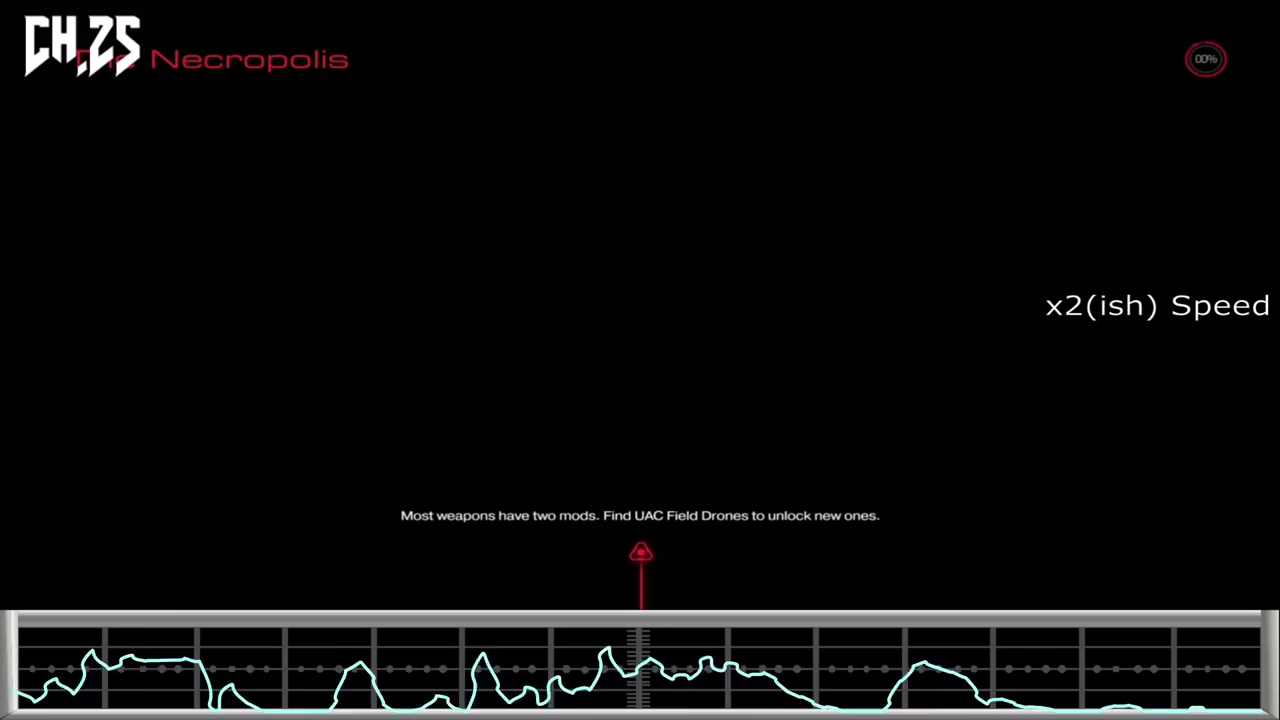 CH.25
Necropolis
00%
x2(ish) Speed
Most weapons have two mods. Find UAC Field Drones to unlock new ones.